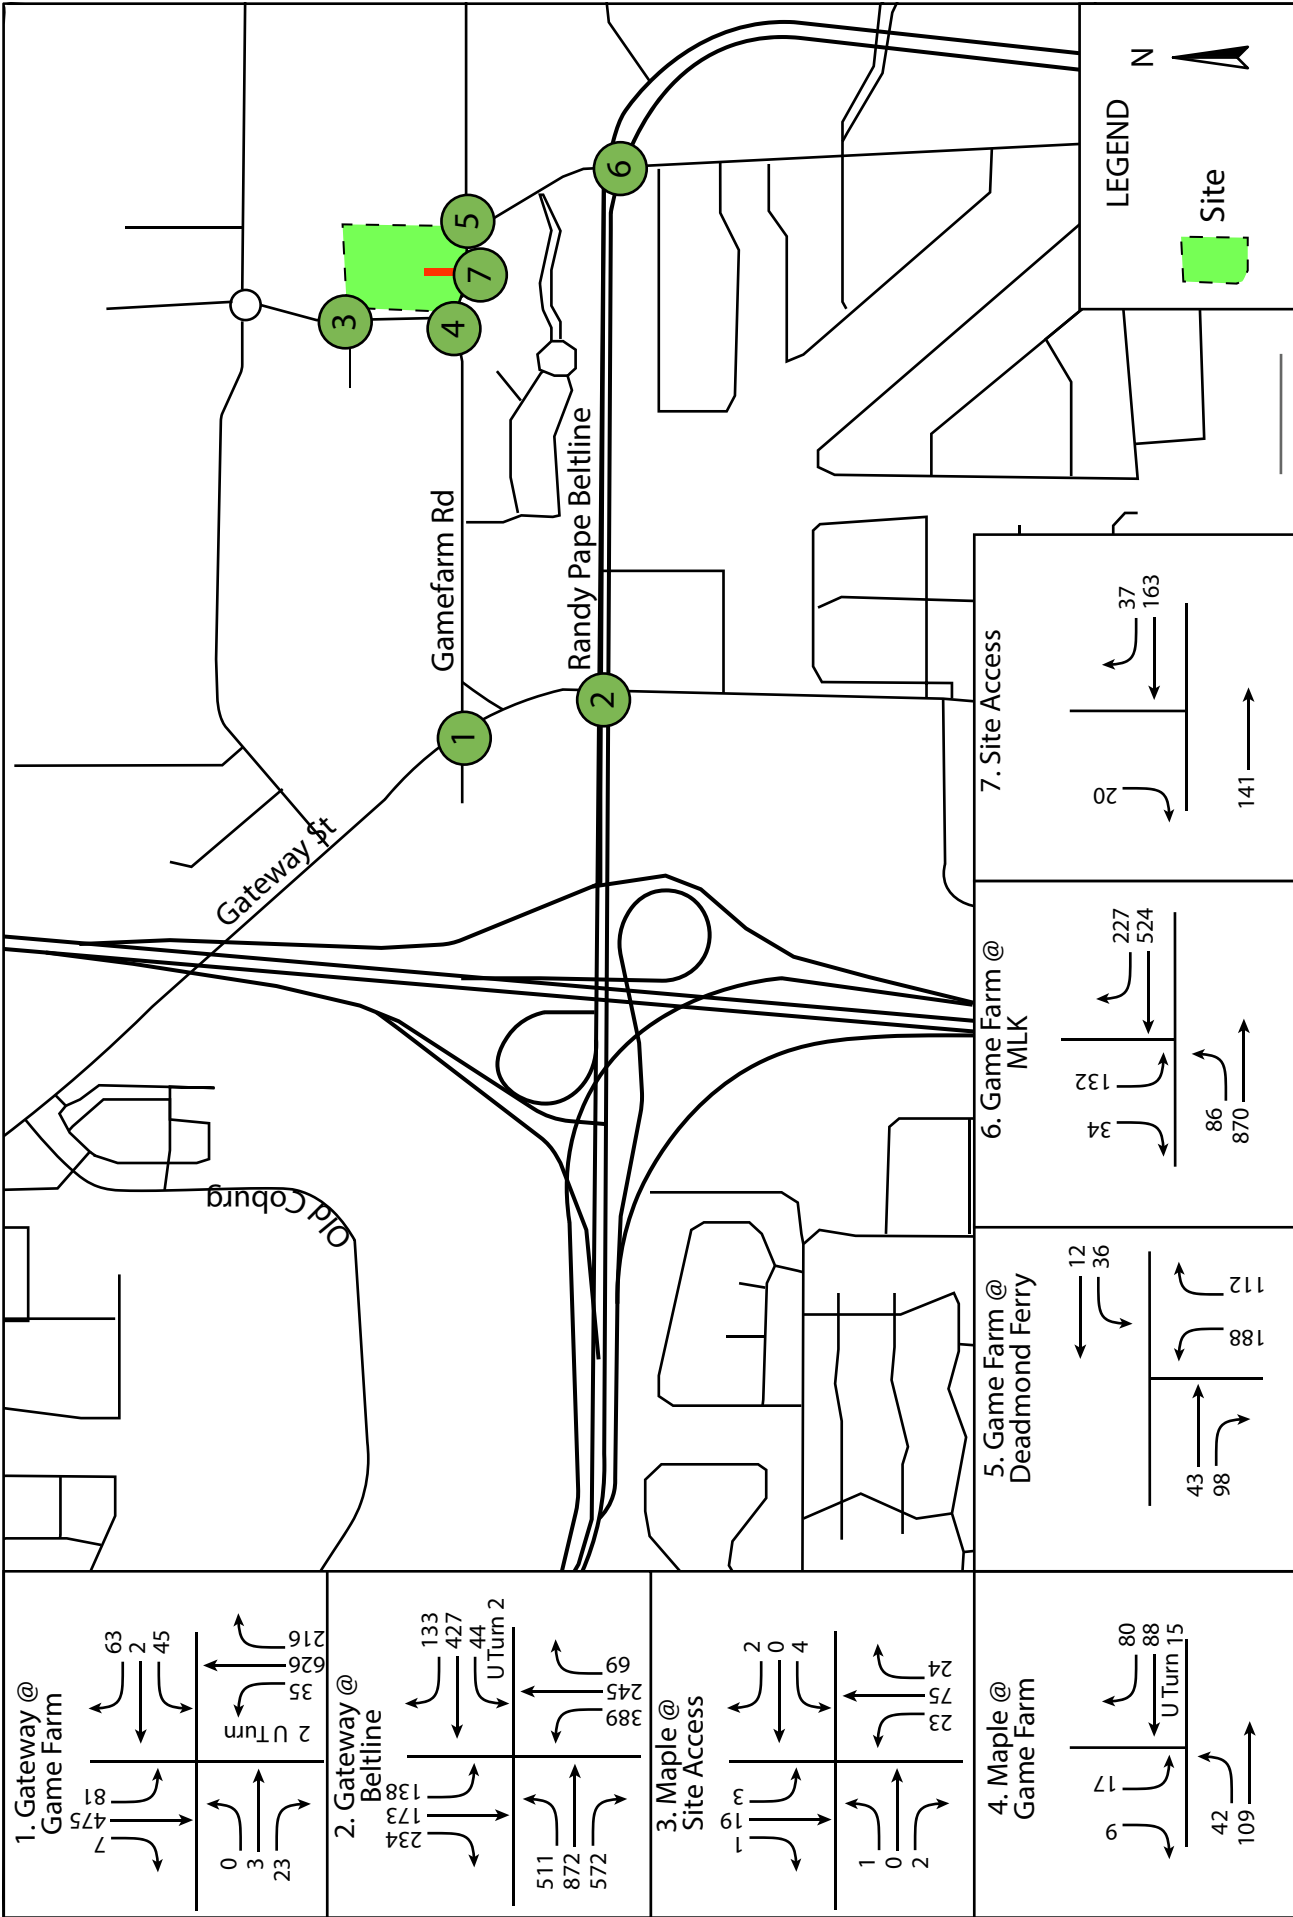 1. Gateway @
Game Farm
7
475
81
63
2
45
0
3
23
2 U Turn
35
626
216
2. Gateway @
Beltline
234
173
138
133
427
44
U Turn 2
511
872
572
389
245
69
3. Maple @
Site Access
1
19
3
2
0
4
1
0
2
23
75
24
4. Maple @
Game Farm
9
17
80
88
U Turn 15
42
109
5. Game Farm @
Deadmond Ferry
12
36
43
98
188
112
6. Game Farm @
MLK
34
132
227
524
86
870
7. Site Access
20
37
163
141
Old Coburg
Gateway St
Gamefarm Rd
Randy Pape Beltline
1
2
3
4
5
6
7
LEGEND
N
Site